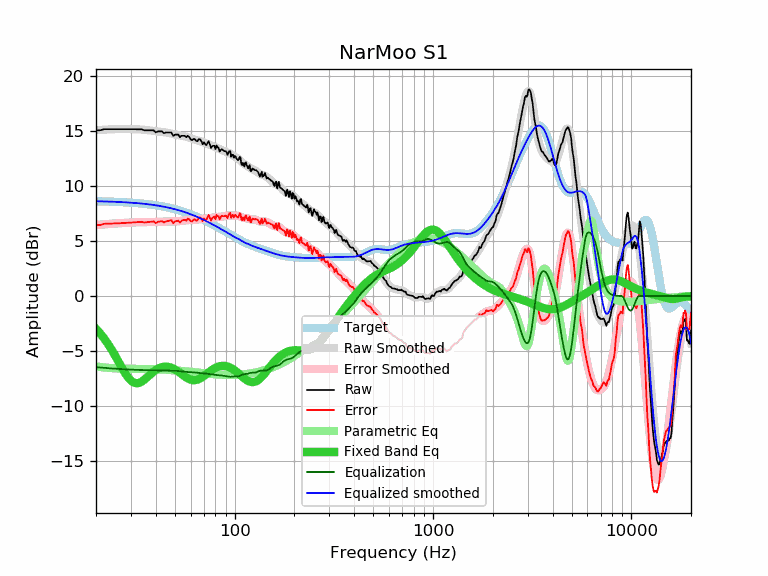 NarMoo S1
20
15
10
5
0
−5
−10
−15
Amplitude (dBr)
Target
Raw Smoothed
Error Smoothed
Raw
Error
Parametric Eq
Fixed Band Eq
Equalization
Equalized smoothed
100 1000 10000
Frequency (Hz)